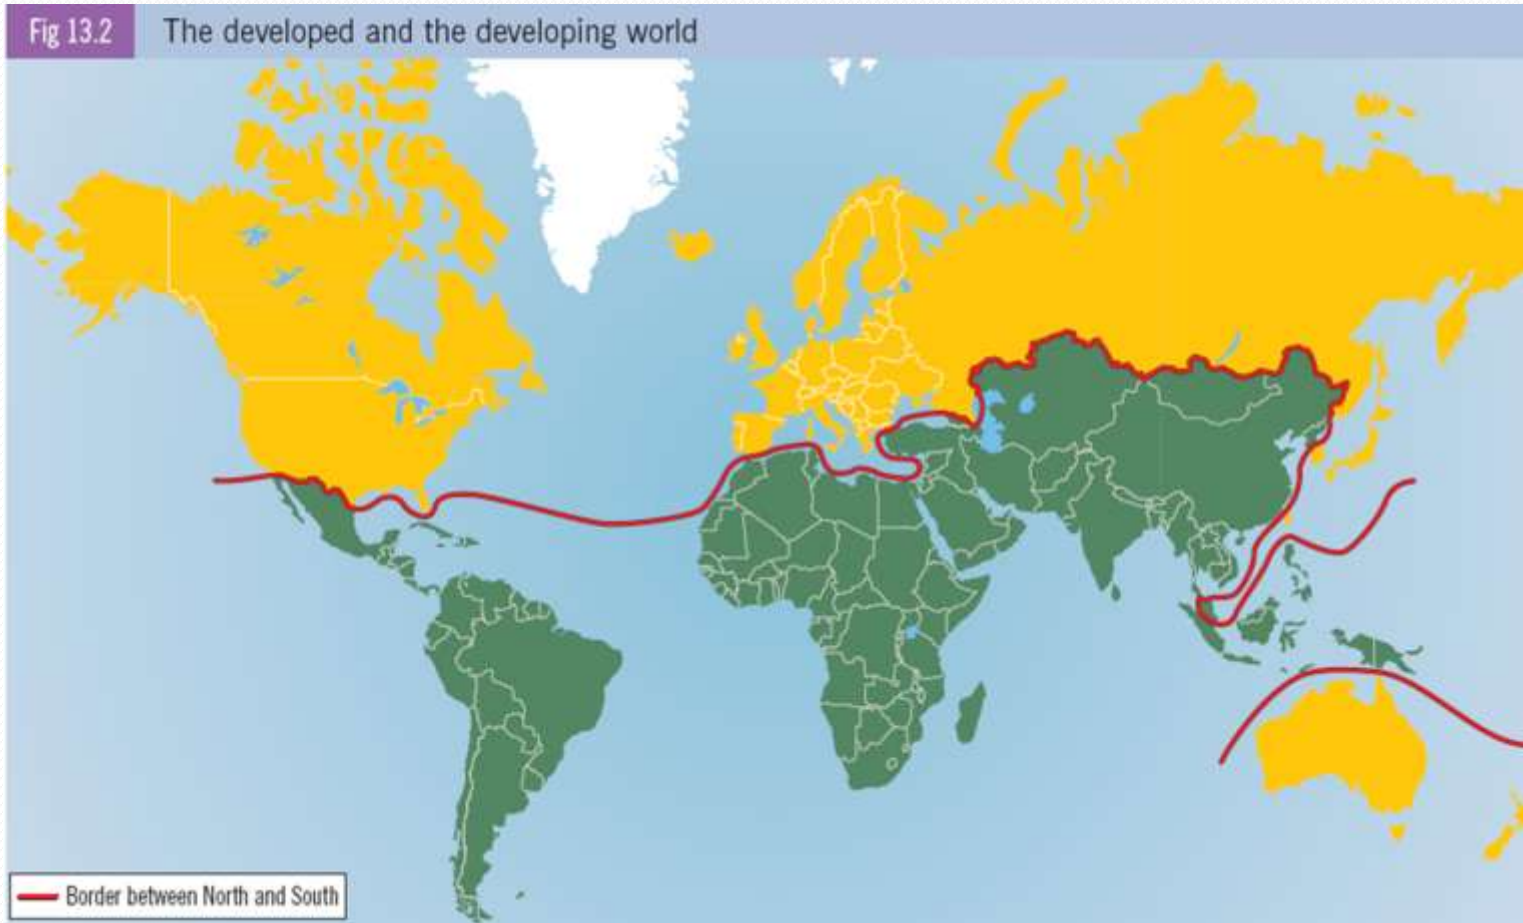 Fig 13.2 The developed and the developing world
Border between North and South